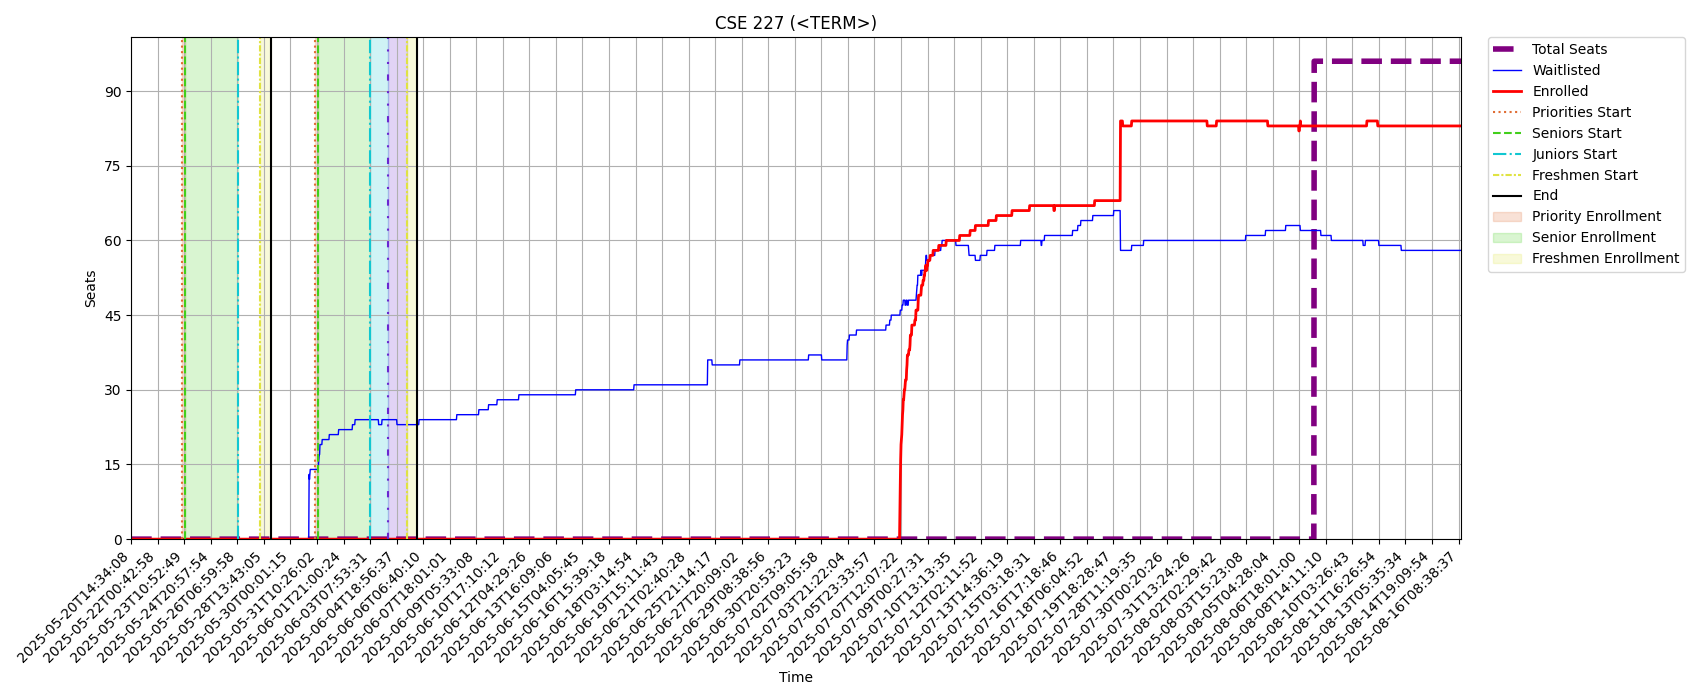 CSE 227 (<TERM>)
Total Seats
Waitlisted
Enrolled
Priorities Start
Seniors Start
Juniors Start
Freshmen Start
End
Priority Enrollment
Senior Enrollment
Freshmen Enrollment
Seats
90
75
60
45
30
15
0
2025-05-20T14:34:08
2025-05-22T00:42:58
2025-05-23T10:52:49
2025-05-24T20:57:54
2025-05-26T06:59:58
2025-05-28T13:43:05
2025-05-30T00:01:15
2025-05-31T10:26:02
2025-06-01T21:00:24
2025-06-03T07:53:31
2025-06-04T18:56:37
2025-06-06T06:40:10
2025-06-07T18:01:01
2025-06-09T05:33:08
2025-06-10T17:10:12
2025-06-12T04:29:26
2025-06-13T16:09:06
2025-06-15T04:05:45
2025-06-16T15:39:18
2025-06-18T03:14:54
2025-06-19T15:11:43
2025-06-21T02:40:28
2025-06-25T21:14:17
2025-06-27T20:09:02
2025-06-29T08:38:56
2025-06-30T20:53:23
2025-07-02T09:05:58
2025-07-03T21:22:04
2025-07-05T23:33:57
2025-07-07T12:07:22
2025-07-09T00:27:31
2025-07-10T13:13:35
2025-07-12T02:11:52
2025-07-13T14:36:19
2025-07-15T03:18:31
2025-07-16T17:18:46
2025-07-18T06:04:52
2025-07-19T18:28:47
2025-07-28T11:19:35
2025-07-30T00:20:26
2025-07-31T13:24:26
2025-08-02T02:29:42
2025-08-03T15:23:08
2025-08-05T04:28:04
2025-08-06T18:01:00
2025-08-08T14:11:10
2025-08-10T03:26:43
2025-08-11T16:26:54
2025-08-13T05:35:34
2025-08-14T19:09:54
2025-08-16T08:38:37
Time